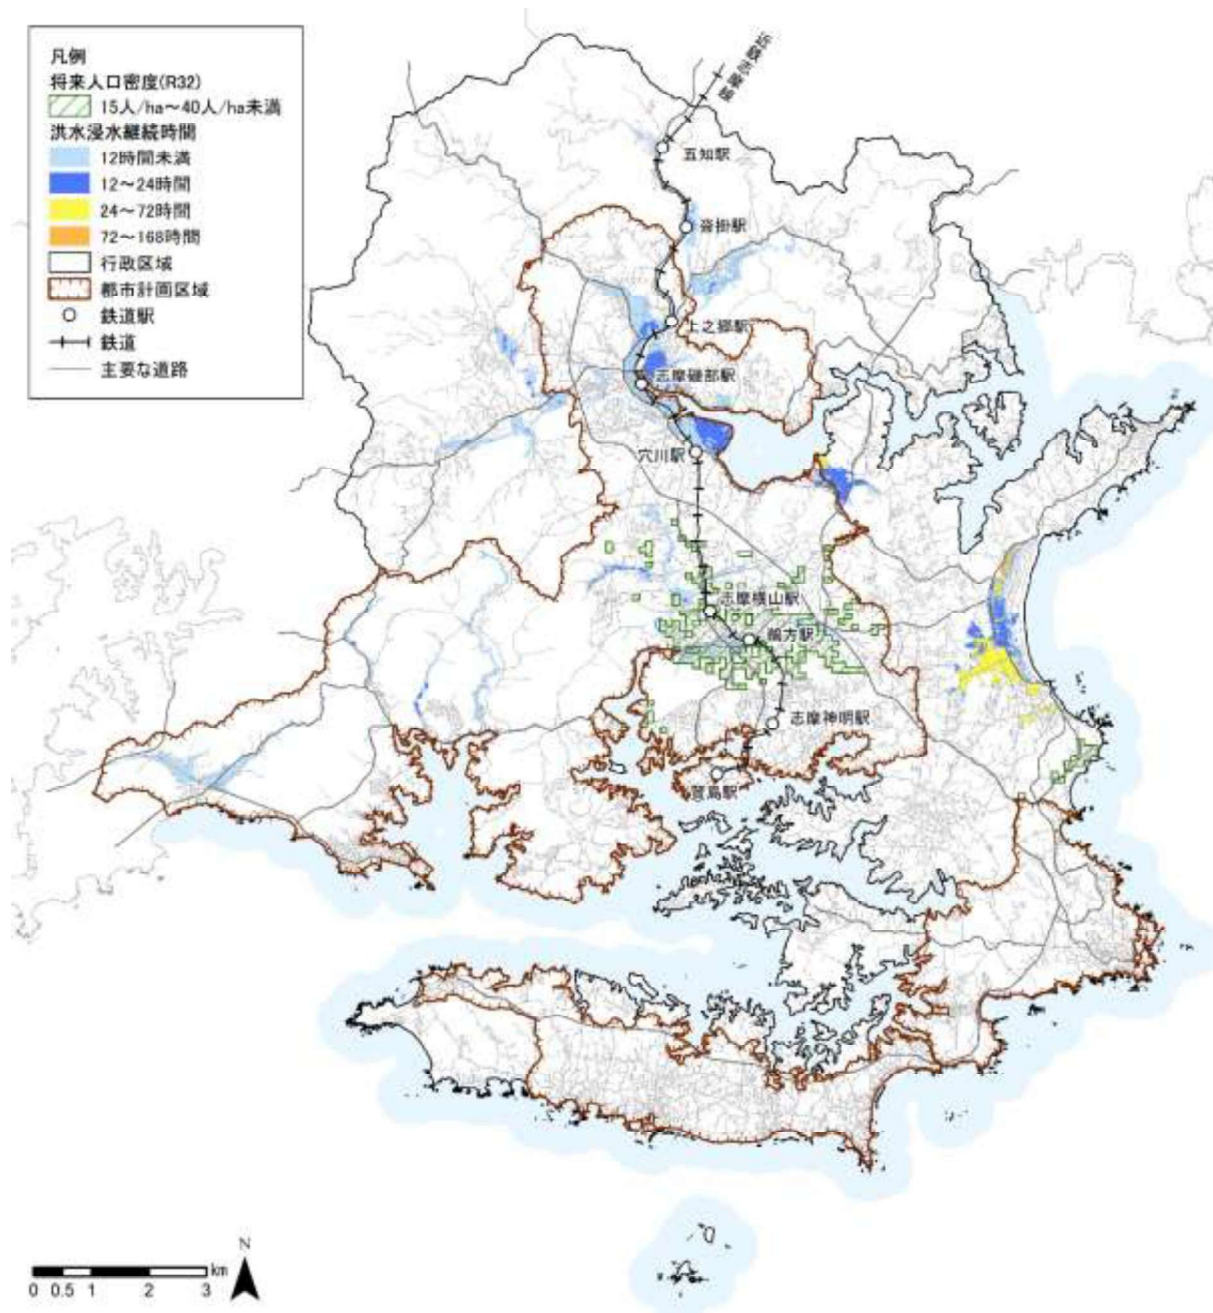 凡例
将来人口密度(R32)
15人/ha～40人/ha未満
洪水浸水継続時間
12時間未満
12～24時間
24～72時間
72～168時間
行政区域
都市計画区域
鉄道駅
鉄道
主要な道路
近鉄志摩線
五知駅
沓掛駅
上之郷駅
志摩磯部駅
穴川駅
志摩横山駅
鵜方駅
志摩神明駅
賢島駅
N
km
0 0.5 1 2 3